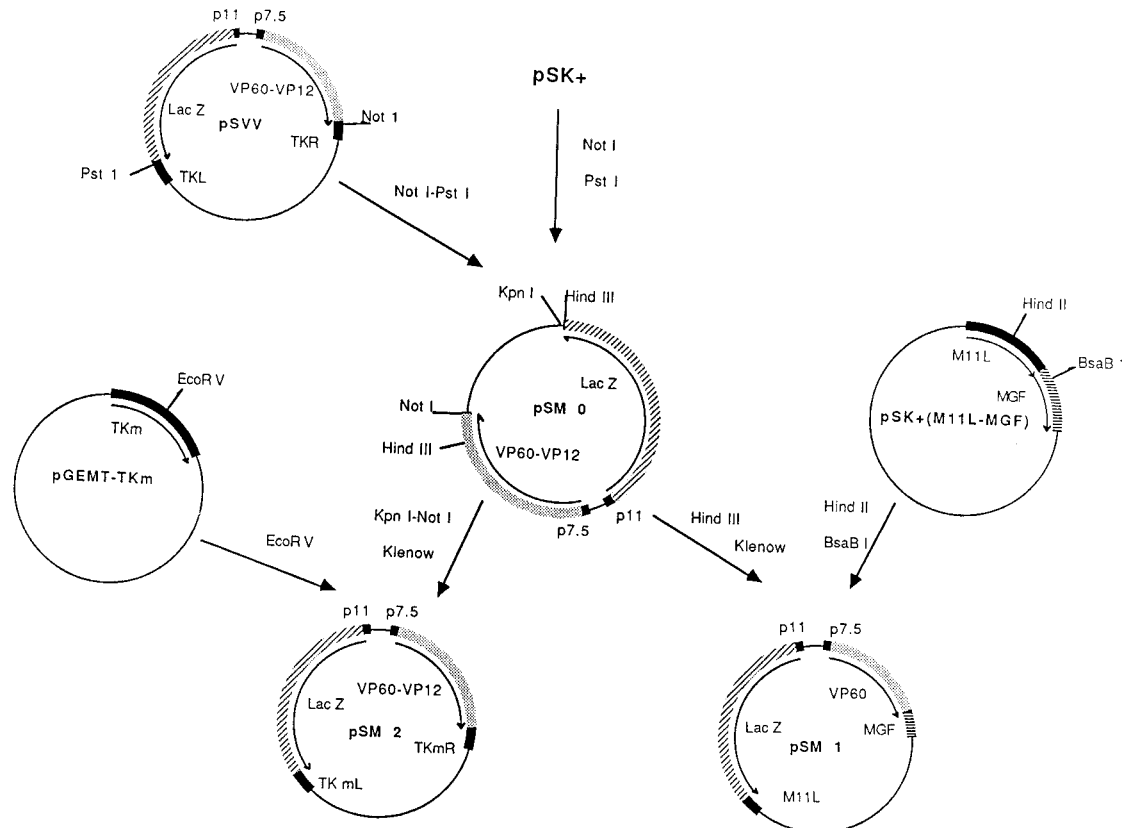 p11
p7.5
VP60-VP12
Lac Z
pSVV
Not 1
TKR
Pst 1
TKL
pSK+
Not I
Pst I
Not I-Pst I
Kpn I
Hind III
Lac Z
pSM 0
Not I
Hind III
VP60-VP12
p7.5
p11
Hind II
M11L
BsaB 1
MGF
pSK+(M11L-MGF)
EcoR V
TKm
pGEMT-TKm
EcoR V
Kpn I-Not I
Klenow
Hind III
Klenow
Hind II
BsaB I
p11
p7.5
VP60-VP12
Lac Z
pSM 2
TKmR
TK mL
p11
p7.5
VP60
Lac Z
MGF
pSM 1
M11L